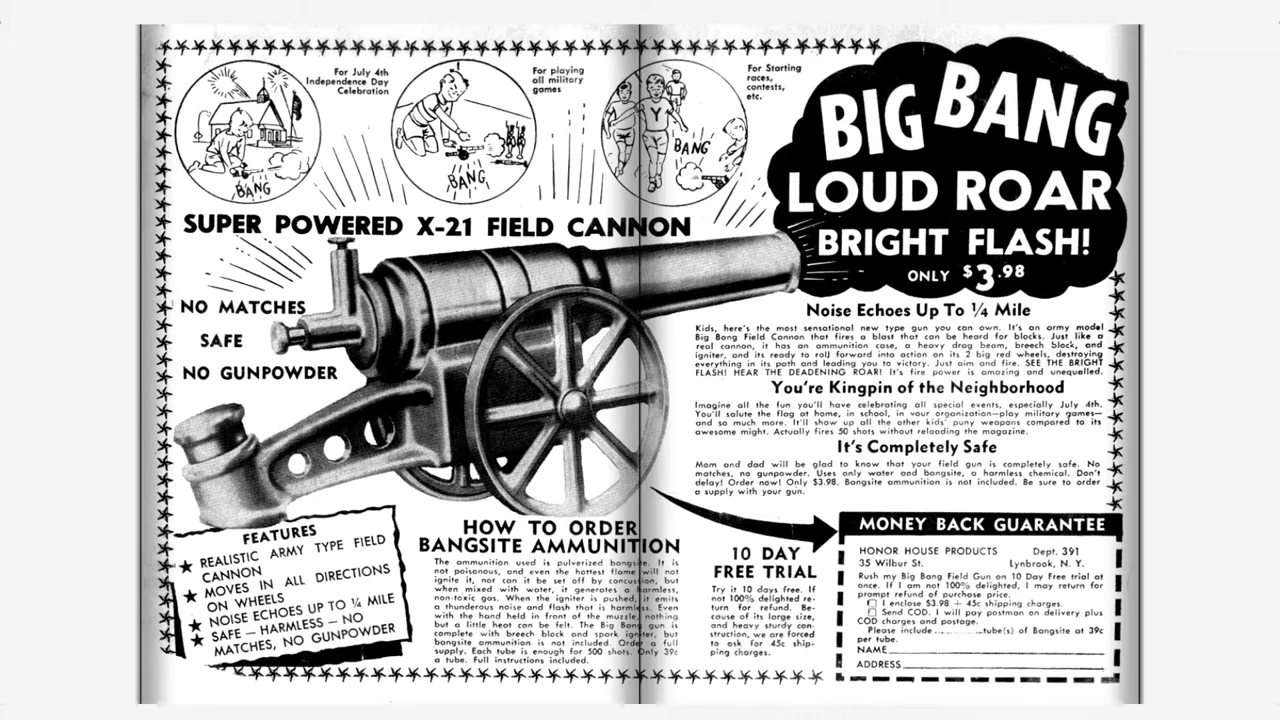 For July 4th
Independence Day
Celebration
For playing
all military
games
For Starting
races,
contests,
etc.
BANG
BANG
Y
BANG
BIG BANG
LOUD ROAR
BRIGHT FLASH!
ONLY $3.98
SUPER POWERED X-21 FIELD CANNON
NO MATCHES
SAFE
NO GUNPOWDER
Noise Echoes Up To ¼ Mile
Kids, here's the most sensational new type gun you can own. It's an army model
Big Bang Field Cannon that fires a blast that can be heard for blocks. Just like a
real cannon, it has an ammunition case, a heavy drag beam, breech block, and
igniter, and its ready to roll forward into action on its 2 big red wheels, destroying
everything in its path and leading you to victory. Just aim and fire. SEE THE BRIGHT
FLASH! HEAR THE DEADENING ROAR! It's fire power is amazing and unequalled.
You're Kingpin of the Neighborhood
Imagine all the fun you'll have celebrating all special events, especially July 4th.
You'll salute the flag at home, in school, in your organization—play military games—
and so much more. It'll show up all the other kids' puny weapons compared to its
awesome might. Actually fires 50 shots without reloading the magazine.
It's Completely Safe
Mom and dad will be glad to know that your field gun is completely safe. No
matches, no gunpowder. Uses only water and bangsite, a harmless chemical. Don't
delay! Order now! Only $3.98. Bangsite ammunition is not included. Be sure to order
a supply with your gun.
FEATURES
★ REALISTIC ARMY TYPE FIELD
CANNON
★ MOVES IN ALL DIRECTIONS
ON WHEELS
★ NOISE ECHOES UP TO ¼ MILE
★ SAFE — HARMLESS — NO
MATCHES, NO GUNPOWDER
HOW TO ORDER
BANGSITE AMMUNITION
The ammunition used is pulverized bangsite. It is
not poisonous, and even the hottest flame will not
ignite it, nor can it be set off by concussion, but
when mixed with water, it generates a harmless,
non-toxic gas. When the igniter is pushed, it emits
a thunderous noise and flash that is harmless. Even
with the hand held in front of the muzzle, nothing
but a little heat can be felt. The Big Bang gun is
complete with breech block and spark igniter, but
bangsite ammunition is not included. Order a full
supply. Each tube is enough for 500 shots. Only 39c
a tube. Full instructions included.
10 DAY
FREE TRIAL
Try it 10 days free. If
not 100% delighted re-
turn for refund. Be-
cause of its large size,
and heavy sturdy con-
struction, we are forced
to ask for 45c ship-
ping charges.
MONEY BACK GUARANTEE
HONOR HOUSE PRODUCTS Dept. 391
35 Wilbur St. Lynbrook, N. Y.
Rush my Big Bang Field Gun on 10 Day Free trial at
once. If I am not 100% delighted, I may return for
prompt refund of purchase price.
I enclose $3.98 + 45c shipping charges.
Send COD. I will pay postman on delivery plus
COD charges and postage.
Please include ..............tube(s) of Bangsite at 39c
per tube.
NAME
ADDRESS